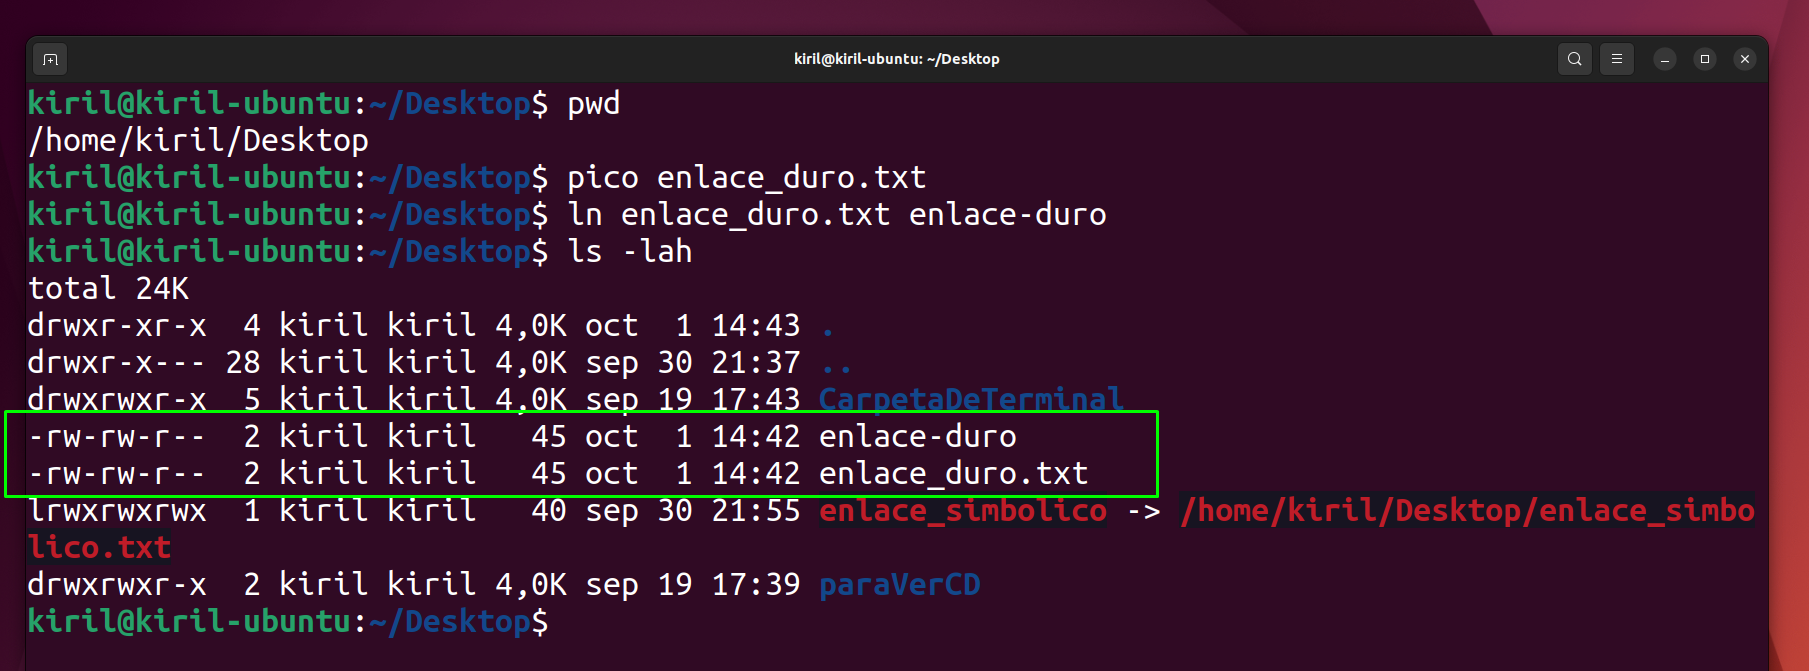 kiril@kiril-ubuntu: ~/Desktop
kiril@kiril-ubuntu:~/Desktop$ pwd
/home/kiril/Desktop
kiril@kiril-ubuntu:~/Desktop$ pico enlace_duro.txt
kiril@kiril-ubuntu:~/Desktop$ ln enlace_duro.txt enlace-duro
kiril@kiril-ubuntu:~/Desktop$ ls -lah
total 24K
drwxr-xr-x  4 kiril kiril 4,0K oct  1 14:43 .
drwxr-x--- 28 kiril kiril 4,0K sep 30 21:37 ..
drwxrwxr-x  5 kiril kiril 4,0K sep 19 17:43 CarpetaDeTerminal
-rw-rw-r--  2 kiril kiril   45 oct  1 14:42 enlace-duro
-rw-rw-r--  2 kiril kiril   45 oct  1 14:42 enlace_duro.txt
lrwxrwxrwx  1 kiril kiril   40 sep 30 21:55 enlace_simbolico -> /home/kiril/Desktop/enlace_simbo
lico.txt
drwxrwxr-x  2 kiril kiril 4,0K sep 19 17:39 paraVerCD
kiril@kiril-ubuntu:~/Desktop$